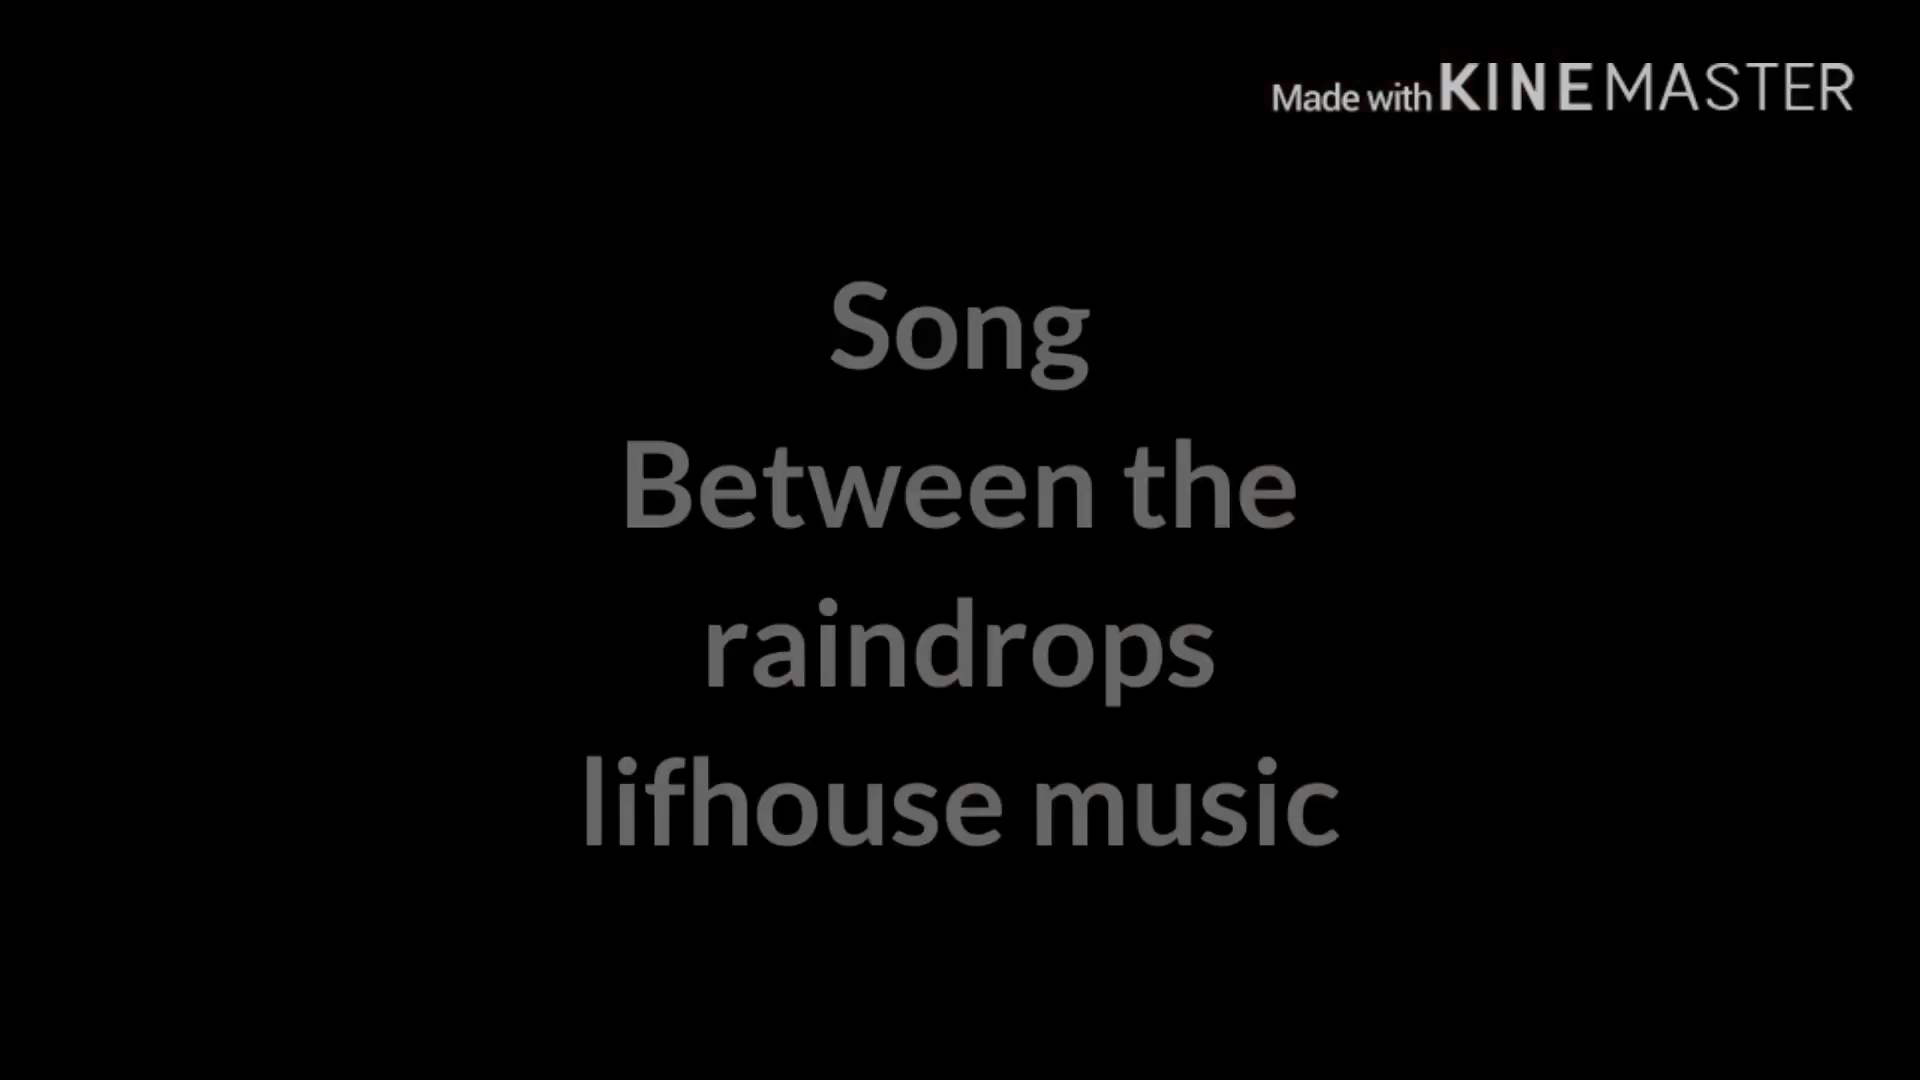 Made with KINEMASTER
Song
Between the
raindrops
lifhouse music